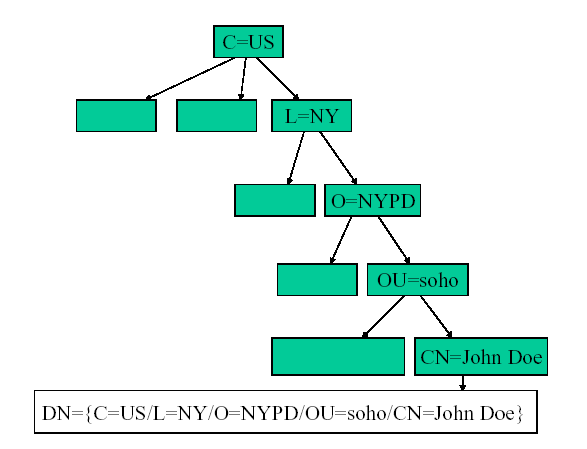 C=US
L=NY
O=NYPD
OU=soho
CN=John Doe
DN={C=US/L=NY/O=NYPD/OU=soho/CN=John Doe}